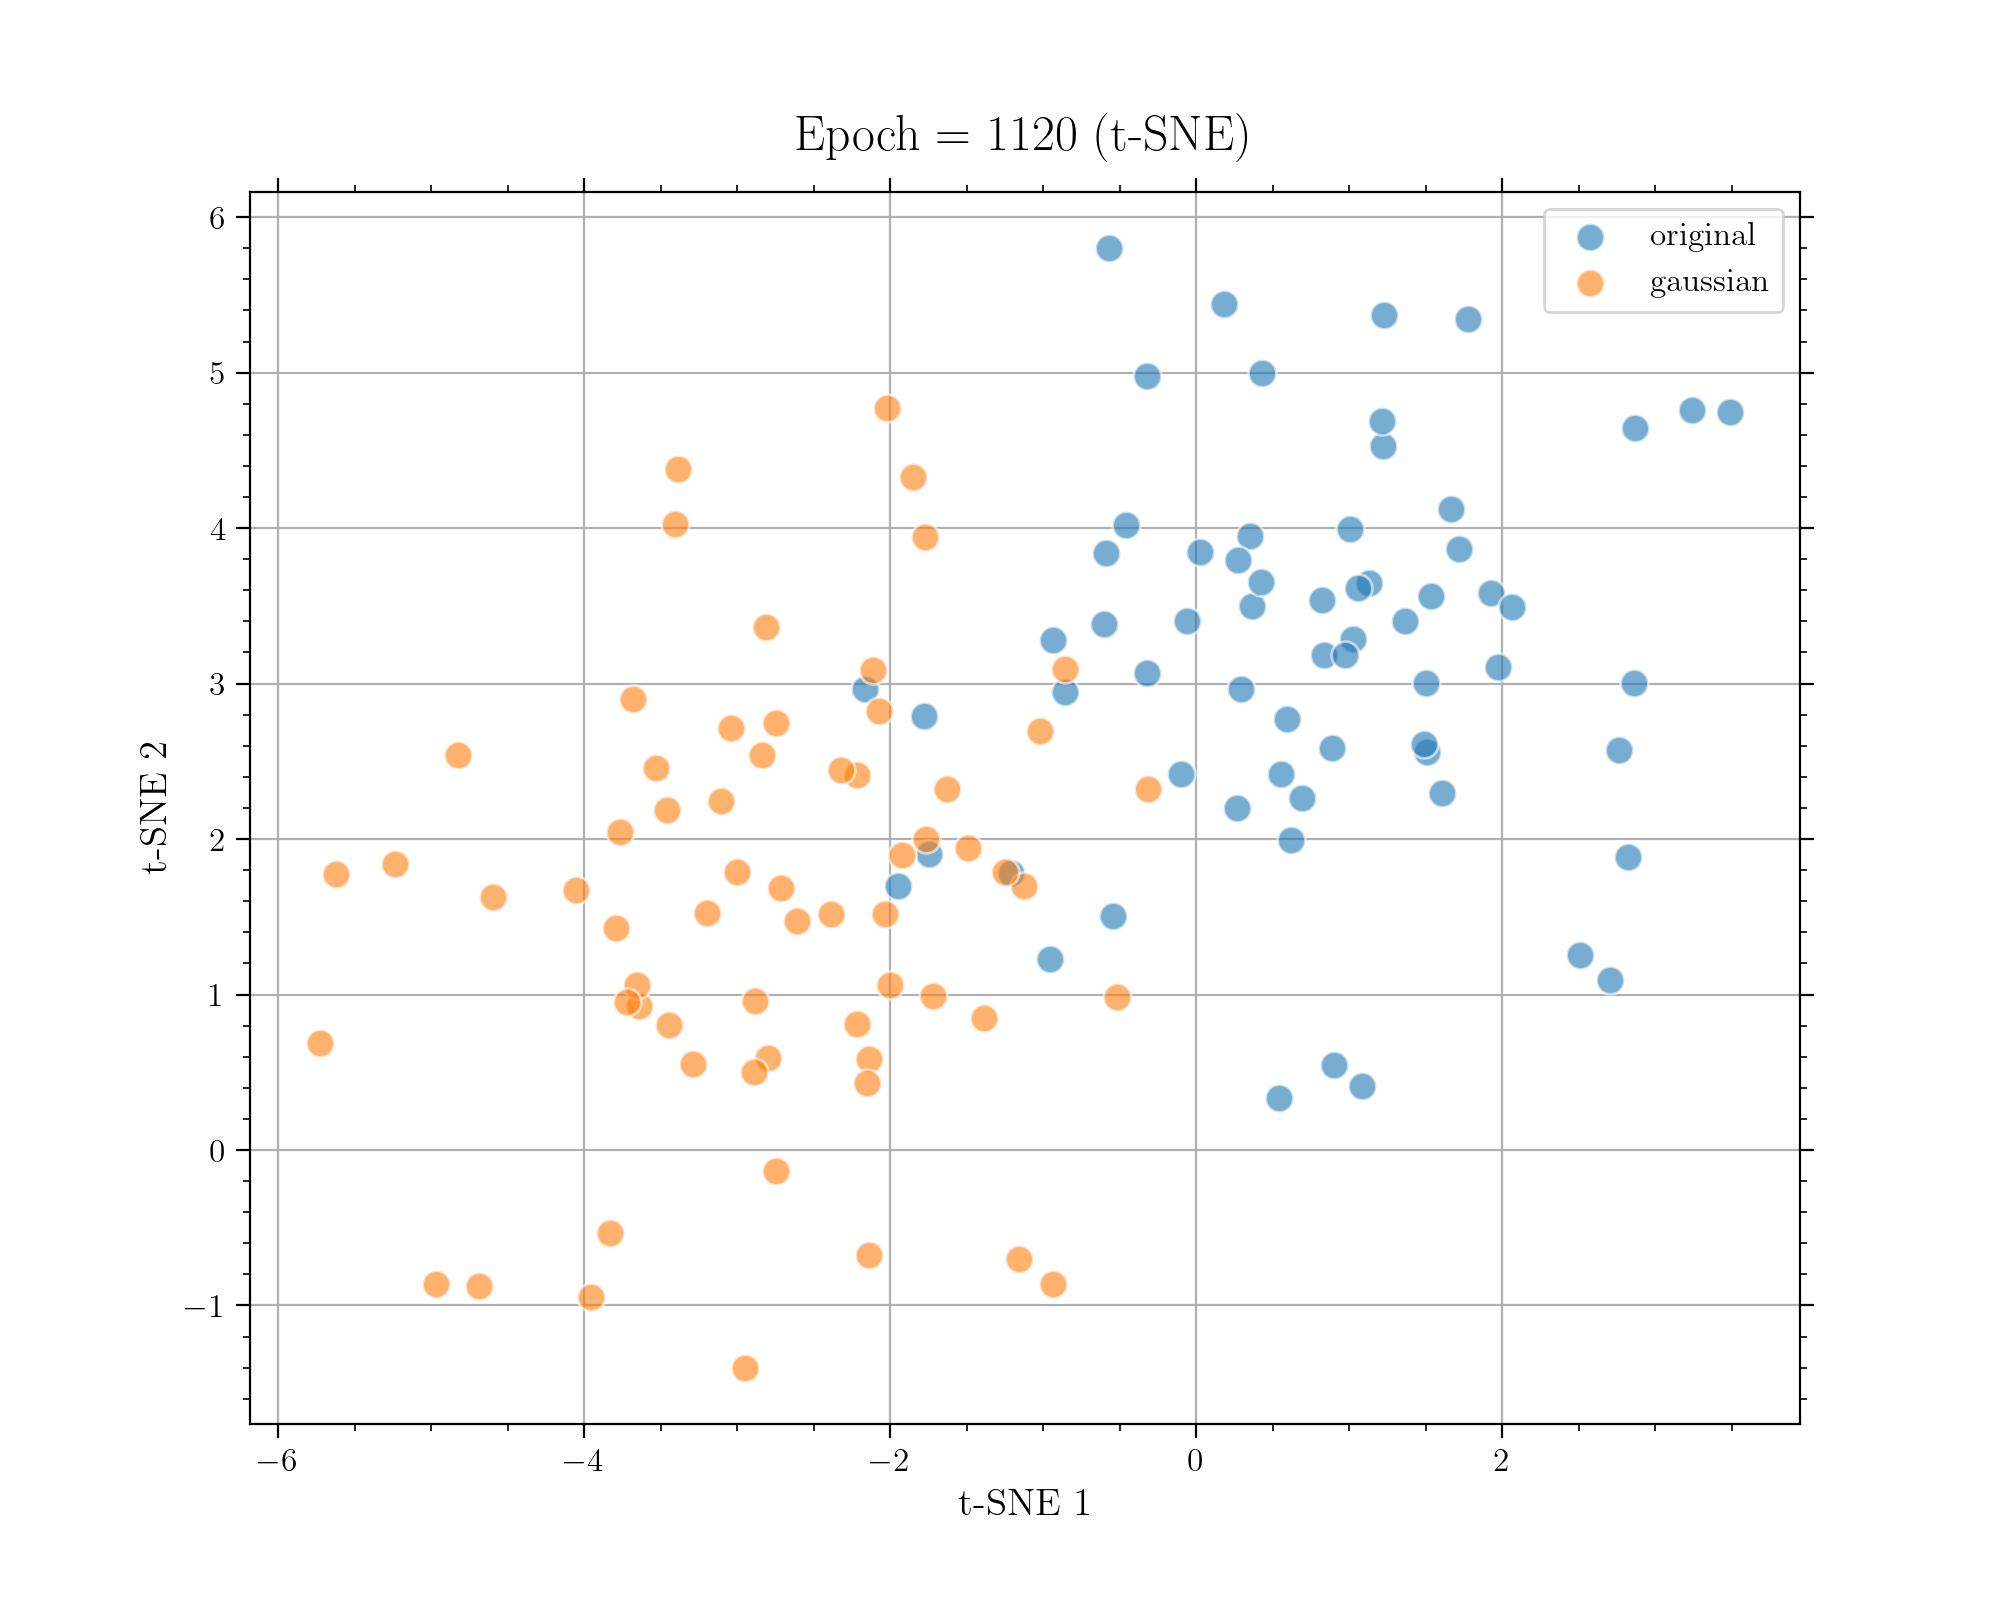 Epoch = 1120 (t-SNE)
original
gaussian
6
5
4
3
2
1
0
−1
t-SNE 2
−6 −4 −2 0 2
t-SNE 1